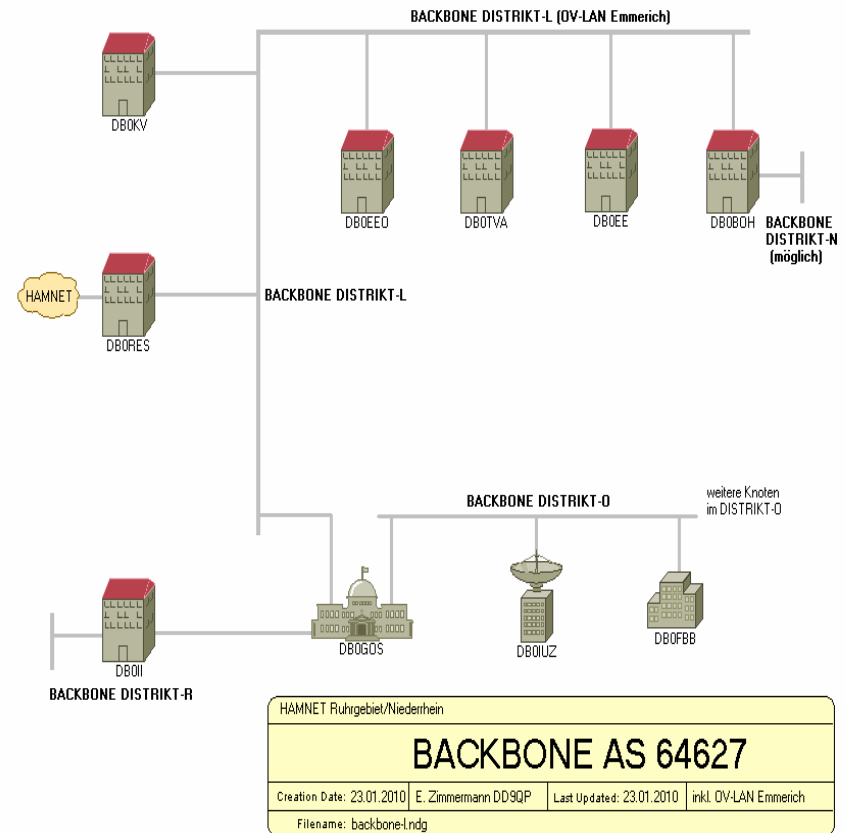 BACKBONE DISTRIKT-L (OV-LAN Emmerich)
DB0KV
DB0EEO
DB0TVA
DB0EE
DB0BOH
BACKBONE
DISTRIKT-N
(möglich)
HAMNET
DB0RES
BACKBONE DISTRIKT-L
BACKBONE DISTRIKT-O
weitere Knoten
im DISTRIKT-O
DB0II
DB0GOS
DB0IUZ
DB0FBB
BACKBONE DISTRIKT-R
HAMNET Ruhrgebiet/Niederrhein
BACKBONE AS 64627
Creation Date: 23.01.2010 E. Zimmermann DD9QP Last Updated: 23.01.2010 inkl. OV-LAN Emmerich
Filename: backbone-l.ndg